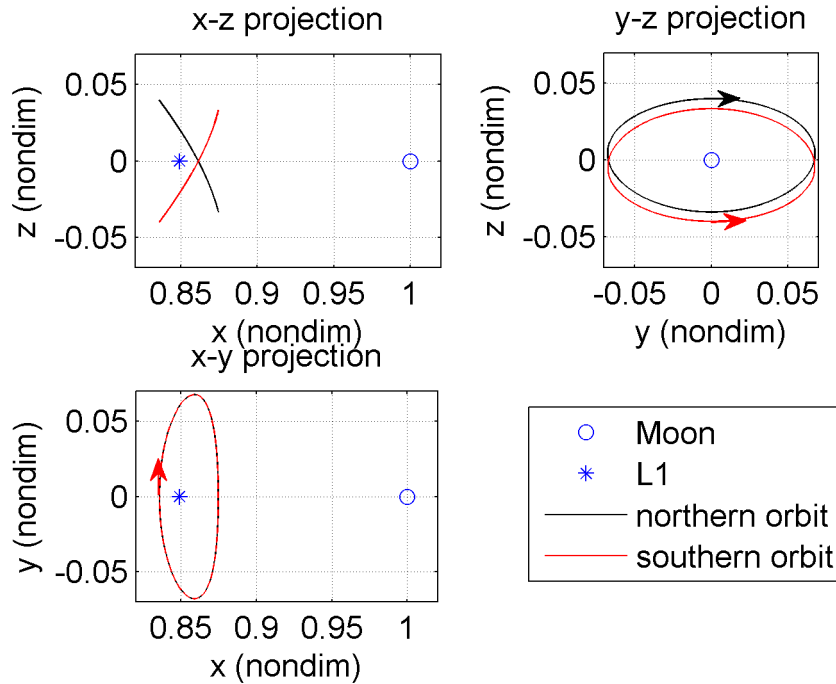 x-z projection
0.05
0
-0.05
z (nondim)
0.85 0.9 0.95 1
x (nondim)
y-z projection
0.05
0
-0.05
z (nondim)
-0.05 0 0.05
y (nondim)
x-y projection
0.05
0
-0.05
y (nondim)
0.85 0.9 0.95 1
x (nondim)
Moon
L1
northern orbit
southern orbit